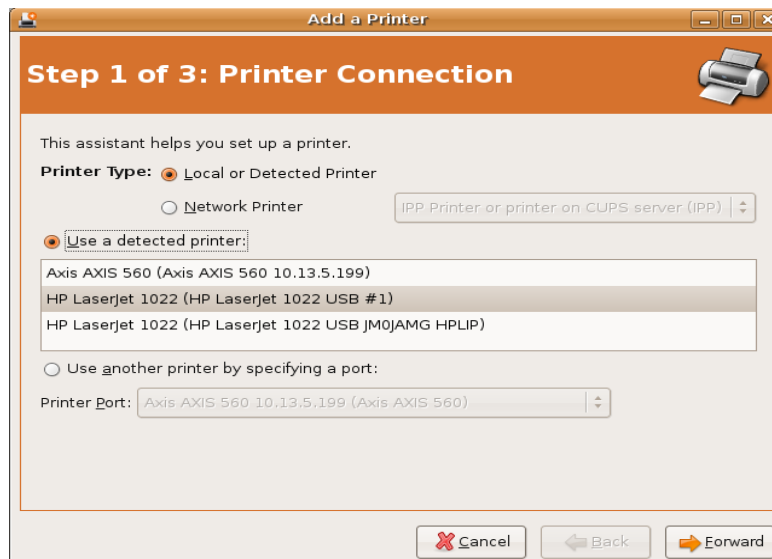 Add a Printer
Step 1 of 3: Printer Connection
This assistant helps you set up a printer.
Printer Type: Local or Detected Printer
Network Printer IPP Printer or printer on CUPS server (IPP)
Use a detected printer:
Axis AXIS 560 (Axis AXIS 560 10.13.5.199)
HP LaserJet 1022 (HP LaserJet 1022 USB #1)
HP LaserJet 1022 (HP LaserJet 1022 USB JM0JAMG HPLIP)
Use another printer by specifying a port:
Printer Port: Axis AXIS 560 10.13.5.199 (Axis AXIS 560)
Cancel Back Forward